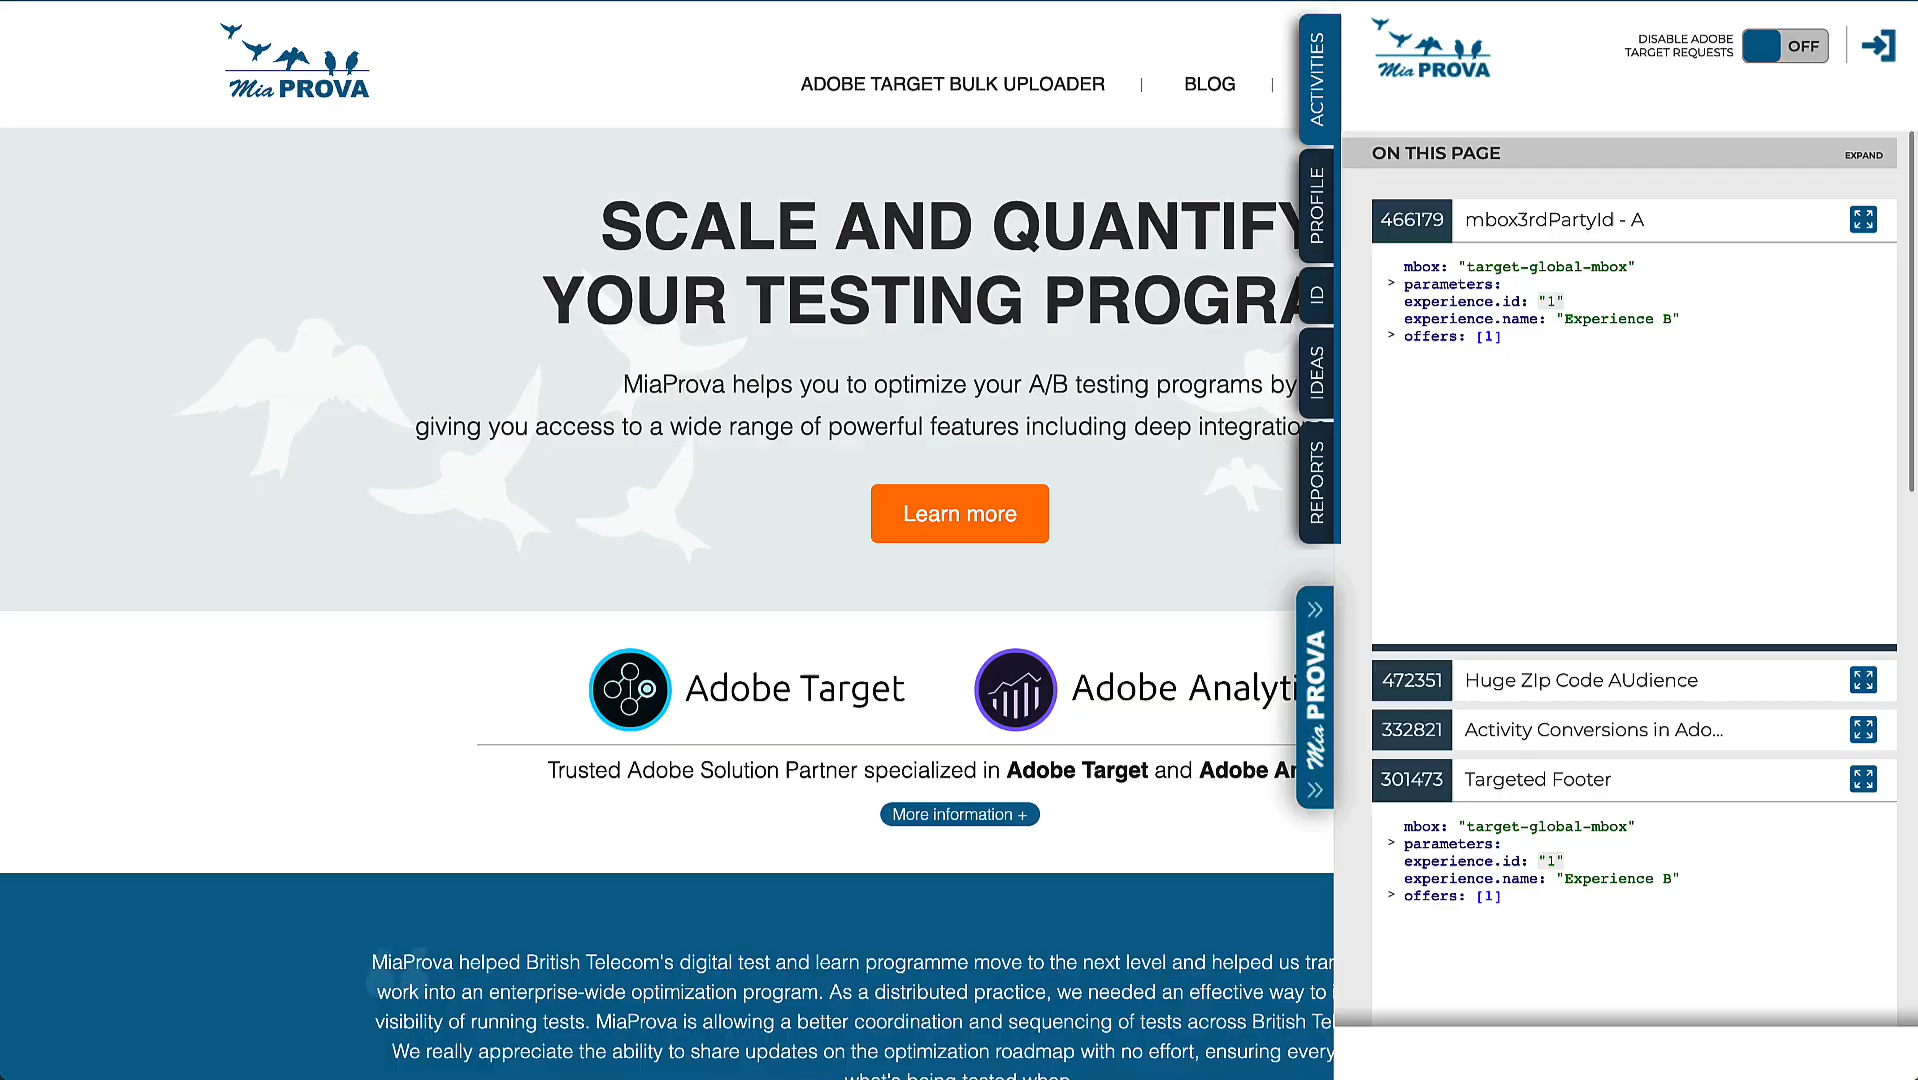 Mia PROVA
ADOBE TARGET BULK UPLOADER | BLOG |
SCALE AND QUANTIFY
YOUR TESTING PROGRA
MiaProva helps you to optimize your A/B testing programs by
giving you access to a wide range of powerful features including deep integratio
Learn more
Adobe Target
Adobe Analyti
Trusted Adobe Solution Partner specialized in Adobe Target and Adobe An
More information +
MiaProva helped British Telecom's digital test and learn programme move to the next level and helped us tran
work into an enterprise-wide optimization program. As a distributed practice, we needed an effective way to i
visibility of running tests. MiaProva is allowing a better coordination and sequencing of tests across British Tel
We really appreciate the ability to share updates on the optimization roadmap with no effort, ensuring every
what's being tested when
ACTIVITIES
PROFILE
ID
IDEAS
REPORTS
Mia PROVA
Mia PROVA
DISABLE ADOBE
TARGET REQUESTS
OFF
ON THIS PAGE
EXPAND
466179 mbox3rdPartyId - A
mbox: "target-global-mbox"
> parameters:
experience.id: "1"
experience.name: "Experience B"
> offers: [1]
472351 Huge ZIp Code AUdience
332821 Activity Conversions in Ado...
301473 Targeted Footer
mbox: "target-global-mbox"
> parameters:
experience.id: "1"
experience.name: "Experience B"
> offers: [1]